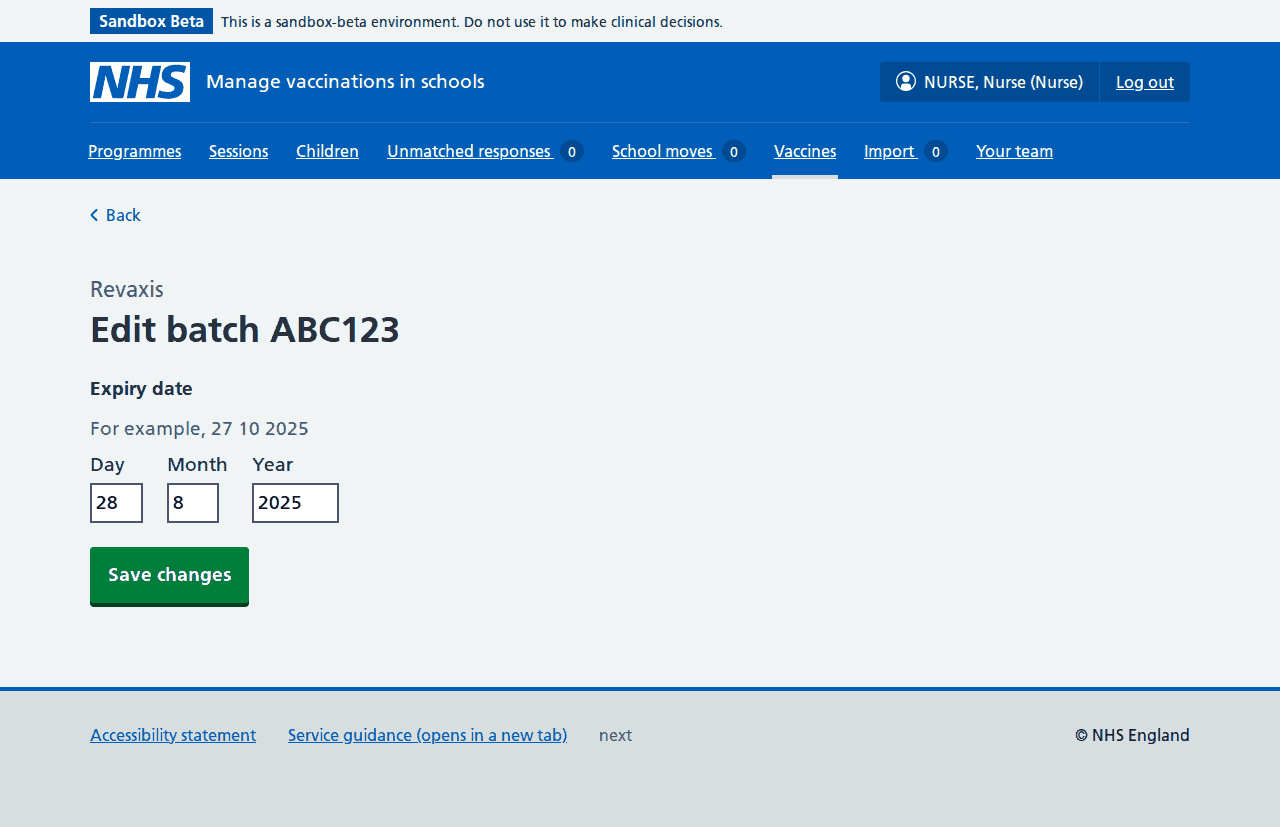 Sandbox Beta This is a sandbox-beta environment. Do not use it to make clinical decisions.
NHS Manage vaccinations in schools NURSE, Nurse (Nurse) Log out
Programmes Sessions Children Unmatched responses 0 School moves 0 Vaccines Import 0 Your team
Back
Revaxis
Edit batch ABC123
Expiry date
For example, 27 10 2025
Day Month Year
28 8 2025
Save changes
Accessibility statement Service guidance (opens in a new tab) next © NHS England